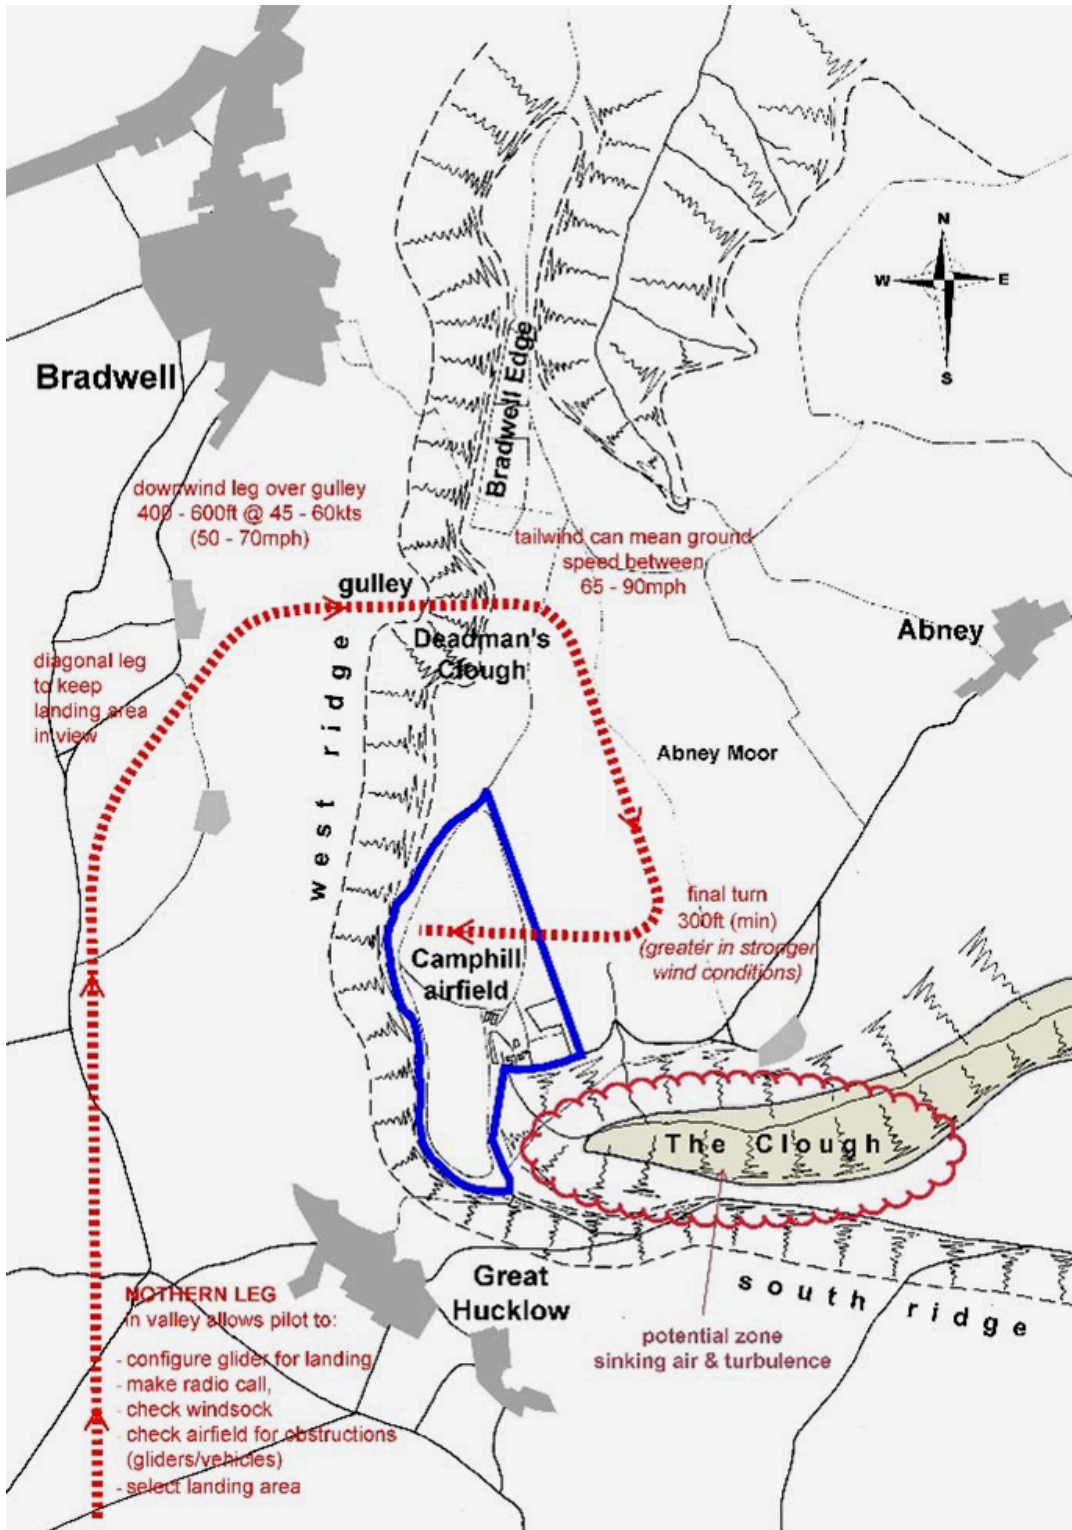 N
W
E
S
Bradwell
Bradwell Edge
downwind leg over gulley
400 - 600ft @ 45 - 60kts
(50 - 70mph)
tailwind can mean ground
speed between
65 - 90mph
gulley
Deadman's
Clough
Abney
diagonal leg
to keep
landing area
in view
west ridge
Abney Moor
final turn
300ft (min)
(greater in stronger
wind conditions)
Camphill
airfield
The Clough
Great
Hucklow
south ridge
potential zone
sinking air & turbulence
NOTHERN LEG
in valley allows pilot to:
- configure glider for landing
- make radio call,
- check windsock
- check airfield for obstructions
(gliders/vehicles)
- select landing area